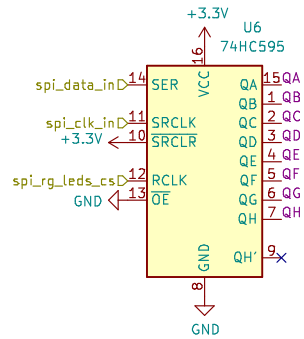 +3.3V
U6
74HC595
16
VCC
spi_data_in 14 SER
QA 15 QA
QB 1 QB
spi_clk_in 11 SRCLK
QC 2 QC
+3.3V 10 SRCLR
QD 3 QD
QE 4 QE
spi_rg_leds_cs 12 RCLK
QF 5 QF
GND 13 OE
QG 6 QG
QH 7 QH
GND
QH' 9
8
GND